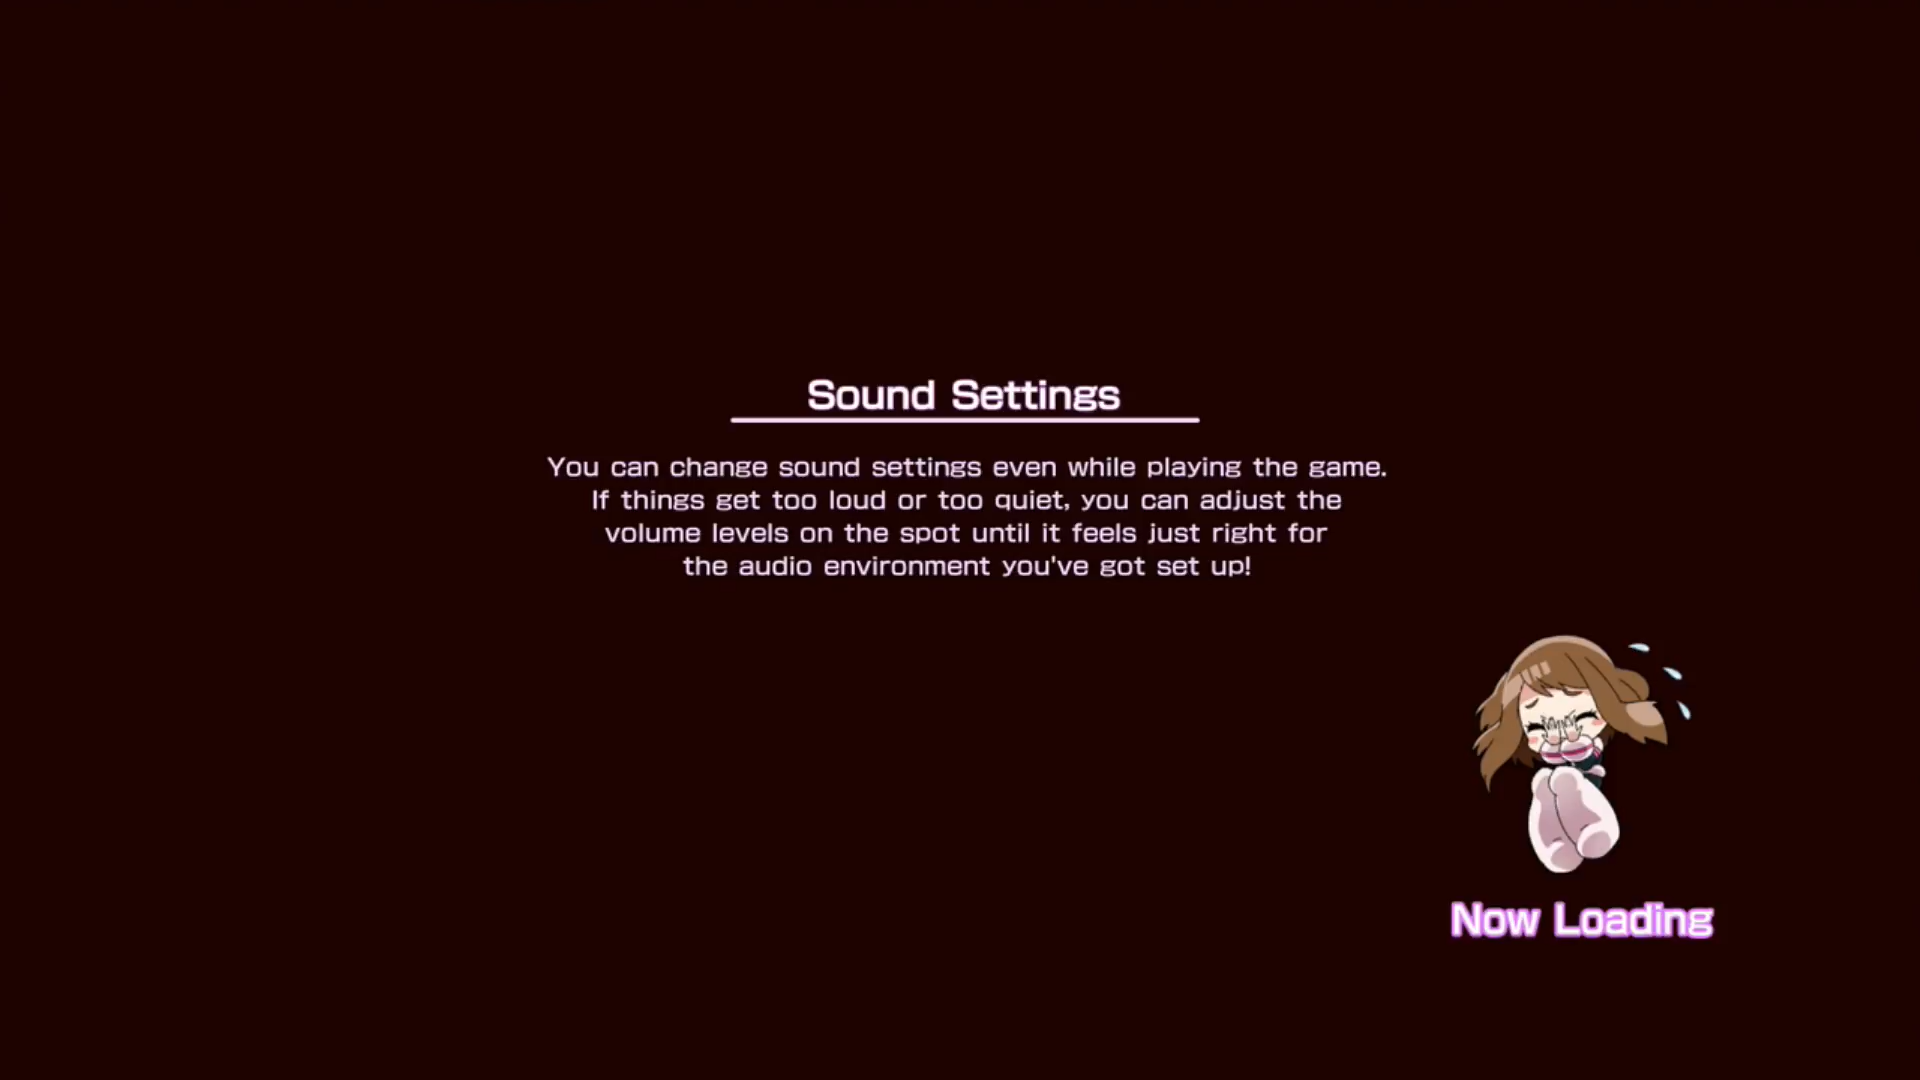 Sound Settings
You can change sound settings even while playing the game.
If things get too loud or too quiet, you can adjust the
volume levels on the spot until it feels just right for
the audio environment you've got set up!
Now Loading